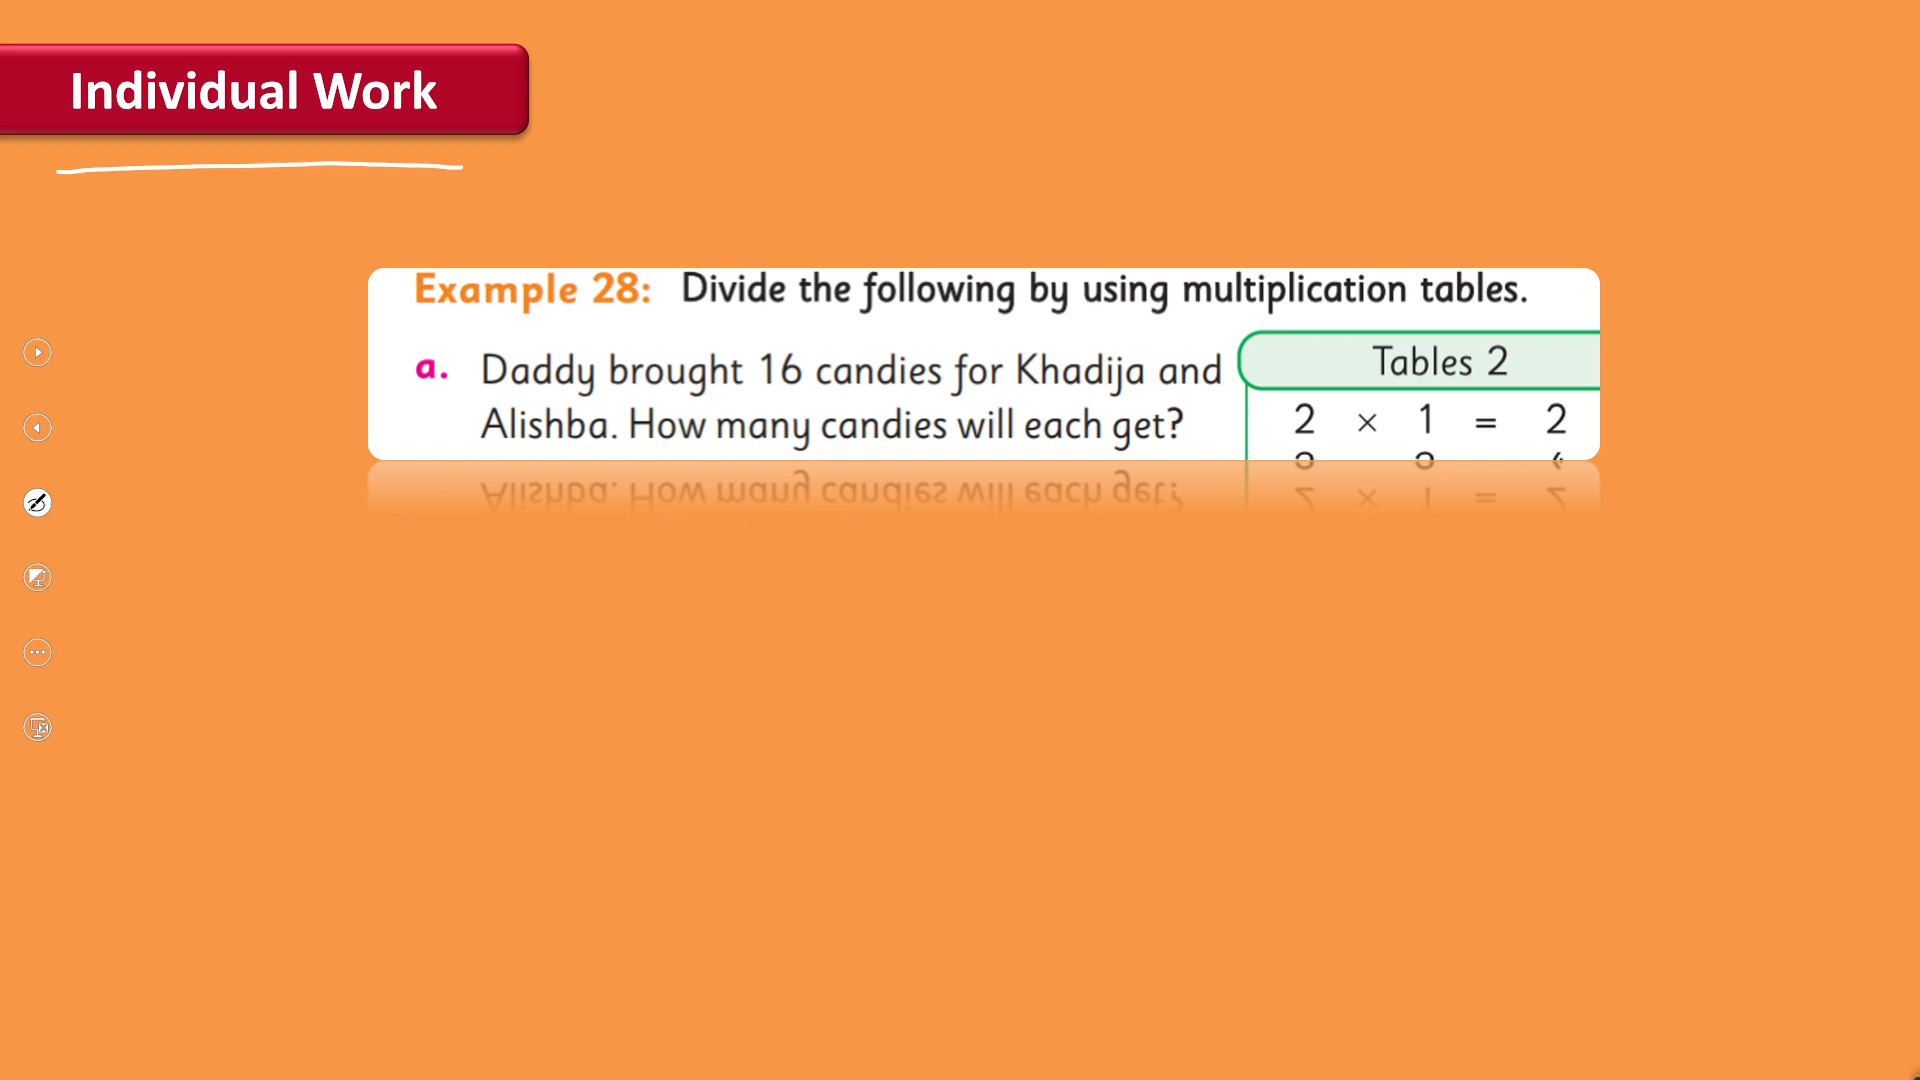 Individual Work
Example 28: Divide the following by using multiplication tables.
a. Daddy brought 16 candies for Khadija and
Alishba. How many candies will each get?
Tables 2
2 × 1 = 2